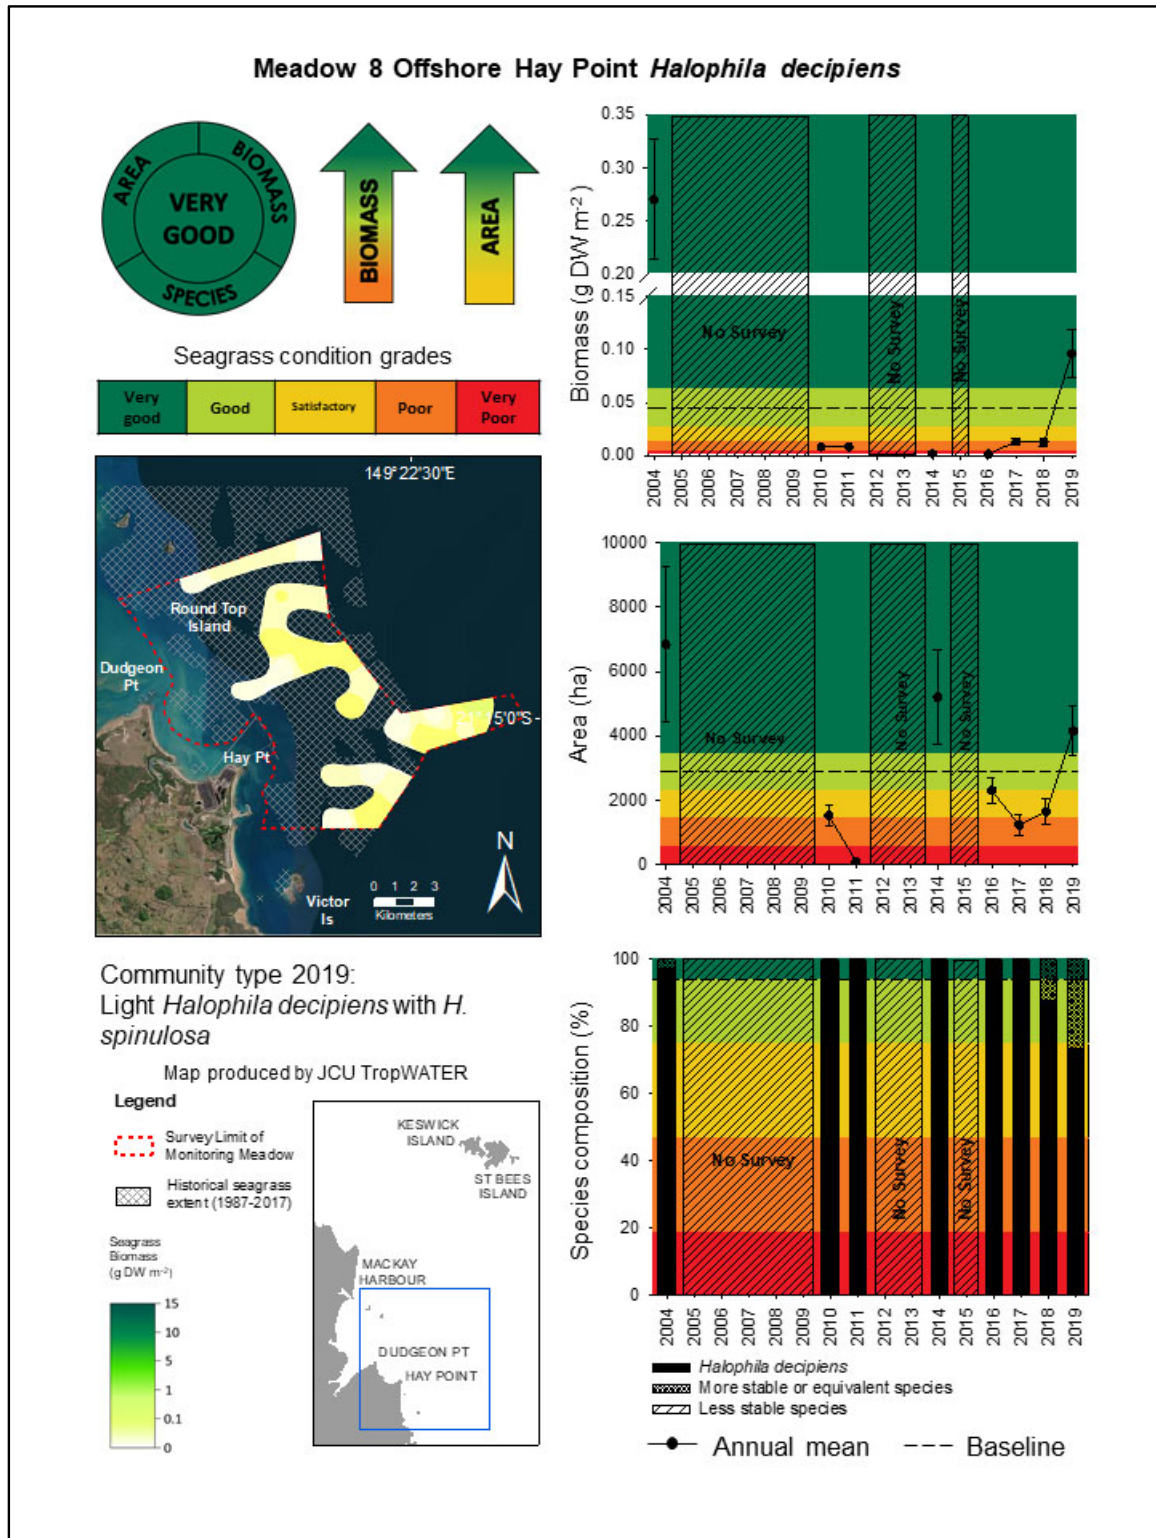 Meadow 8 Offshore Hay Point Halophila decipiens
AREA
BIOMASS
SPECIES
VERY
GOOD
BIOMASS
AREA
Seagrass condition grades
Very
good
Good
Satisfactory
Poor
Very
Poor
149°22'30"E
Round Top
Island
Dudgeon
Pt
Hay Pt
21°15'0"S
Victor
Is
N
0 1 2 3
Kilometers
Community type 2019:
Light Halophila decipiens with H.
spinulosa
Map produced by JCU TropWATER
Legend
Survey Limit of
Monitoring Meadow
Historical seagrass
extent (1987-2017)
Seagrass
Biomass
(g DW m-2)
15
10
5
1
0.1
0
KESWICK
ISLAND
ST BEES
ISLAND
MACKAY
HARBOUR
DUDGEON PT
HAY POINT
Biomass (g DW m-2)
0.35
0.30
0.25
0.20
0.15
0.10
0.05
0.00
No Survey
No Survey
No Survey
2004 2005 2006 2007 2008 2009 2010 2011 2012 2013 2014 2015 2016 2017 2018 2019
Area (ha)
10000
8000
6000
4000
2000
0
No Survey
No Survey
No Survey
2004 2005 2006 2007 2008 2009 2010 2011 2012 2013 2014 2015 2016 2017 2018 2019
Species composition (%)
100
80
60
40
20
0
No Survey
No Survey
No Survey
2004 2005 2006 2007 2008 2009 2010 2011 2012 2013 2014 2015 2016 2017 2018 2019
Halophila decipiens
More stable or equivalent species
Less stable species
Annual mean
Baseline